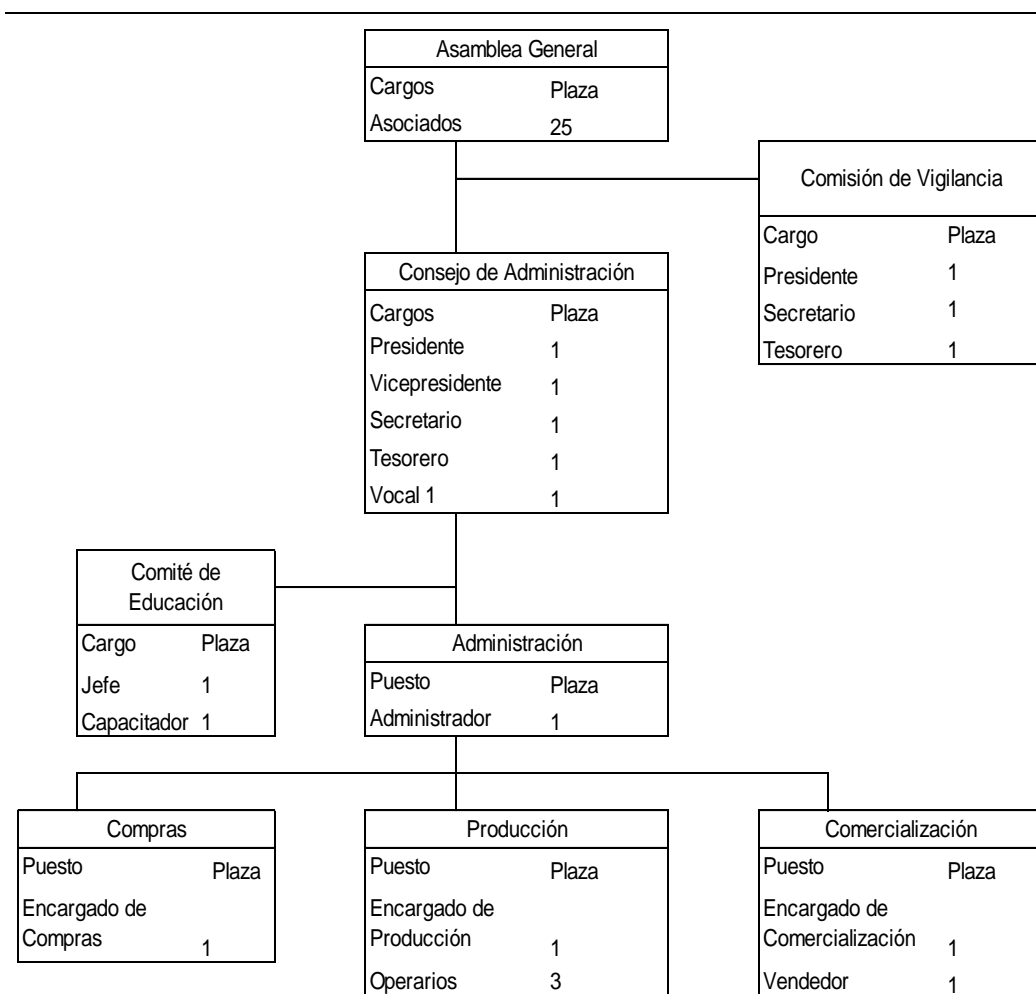 Asamblea General
Cargos Plaza
Asociados 25
Comisión de Vigilancia
Cargo Plaza
Presidente 1
Secretario 1
Tesorero 1
Consejo de Administración
Cargos Plaza
Presidente 1
Vicepresidente 1
Secretario 1
Tesorero 1
Vocal 1 1
Comité de
Educación
Cargo Plaza
Jefe 1
Capacitador 1
Administración
Puesto Plaza
Administrador 1
Compras
Puesto Plaza
Encargado de
Compras 1
Producción
Puesto Plaza
Encargado de
Producción 1
Operarios 3
Comercialización
Puesto Plaza
Encargado de
Comercialización 1
Vendedor 1